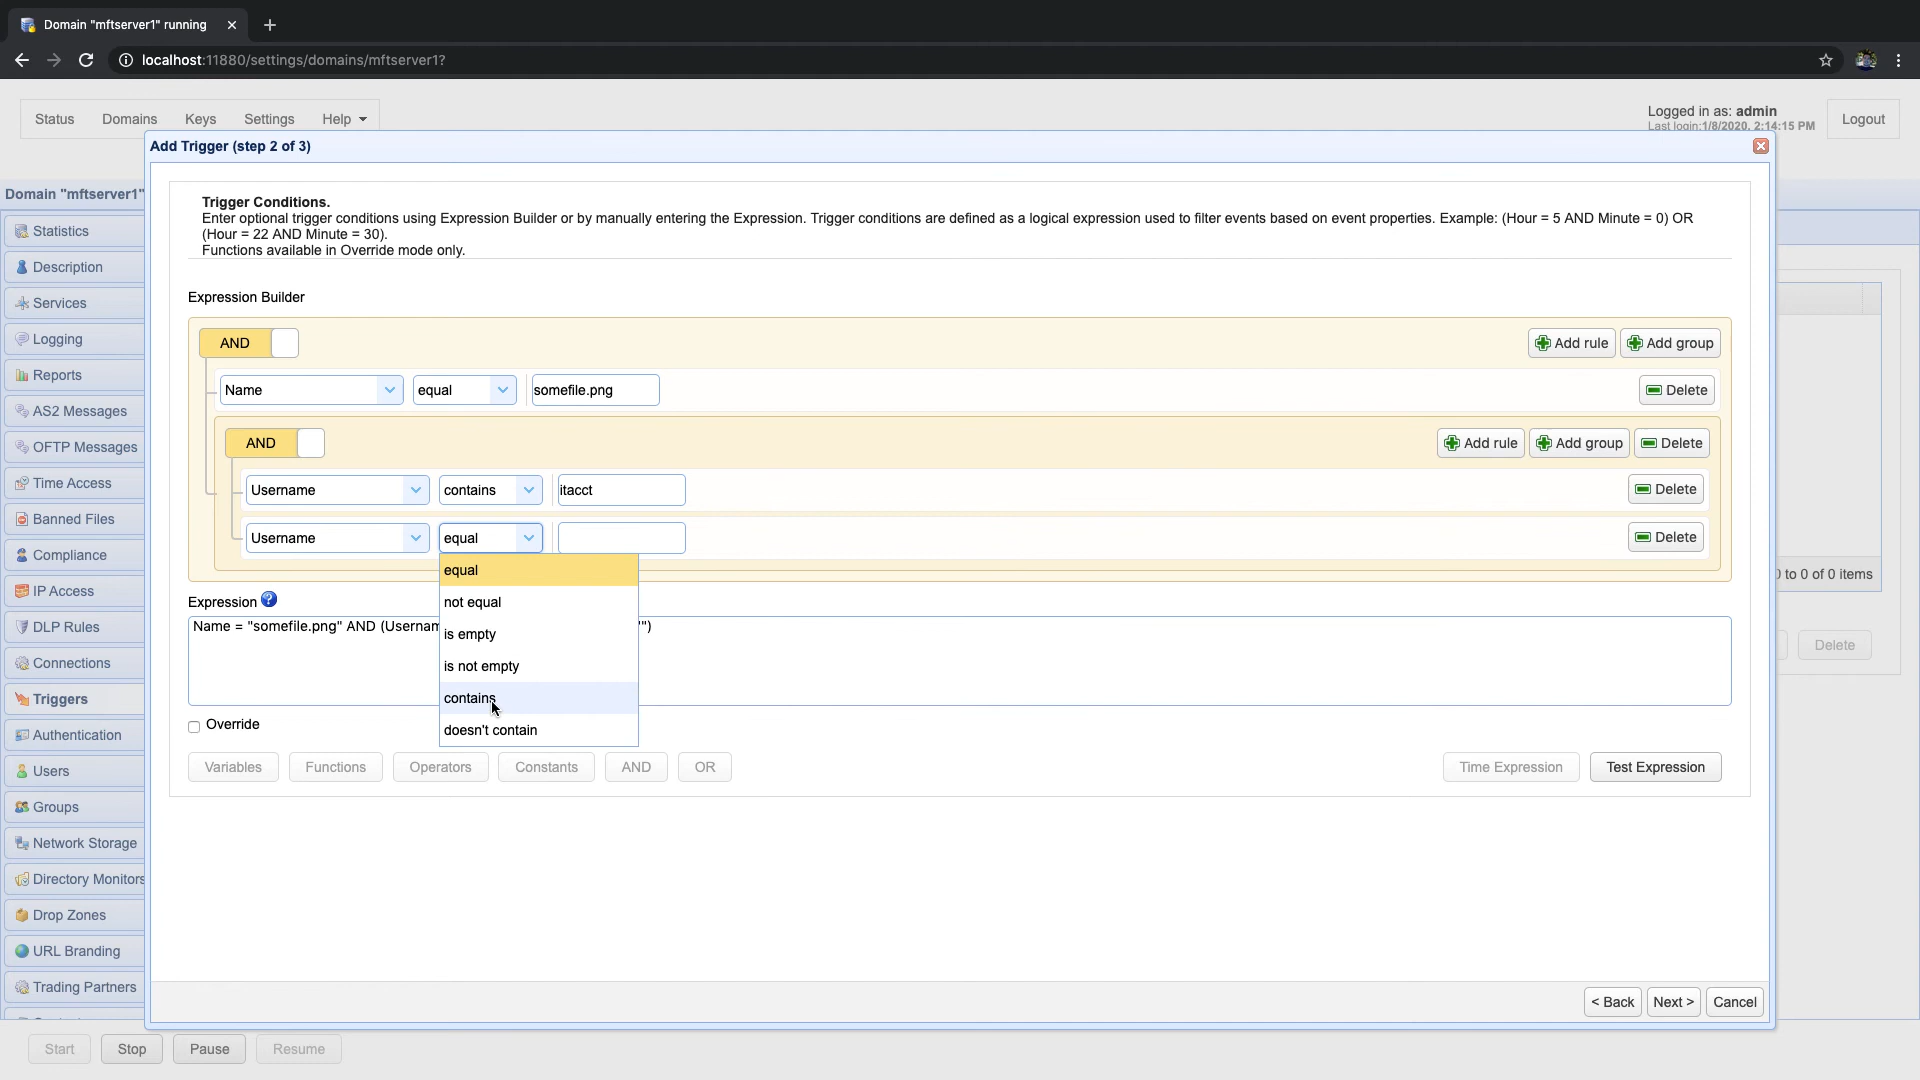 Domain "mftserver1" running
localhost:11880/settings/domains/mftserver1?
Status Domains Keys Settings Help
Logged in as: admin
Last login:1/8/2020, 2:14:15 PM
Logout
Add Trigger (step 2 of 3)
Domain "mftserver1"
Statistics
Description
Services
Logging
Reports
AS2 Messages
OFTP Messages
Time Access
Banned Files
Compliance
IP Access
DLP Rules
Connections
Triggers
Authentication
Users
Groups
Network Storage
Directory Monitors
Drop Zones
URL Branding
Trading Partners
Trigger Conditions.
Enter optional trigger conditions using Expression Builder or by manually entering the Expression. Trigger conditions are defined as a logical expression used to filter events based on event properties. Example: (Hour = 5 AND Minute = 0) OR
(Hour = 22 AND Minute = 30).
Functions available in Override mode only.
Expression Builder
AND Add rule Add group
Name equal somefile.png Delete
AND Add rule Add group Delete
Username contains itacct Delete
Username equal Delete
equal
not equal
is empty
is not empty
contains
doesn't contain
Expression
Name = "somefile.png" AND (Usernam "")
Override
Variables Functions Operators Constants AND OR Time Expression Test Expression
to 0 of 0 items
Delete
< Back Next > Cancel
Start Stop Pause Resume